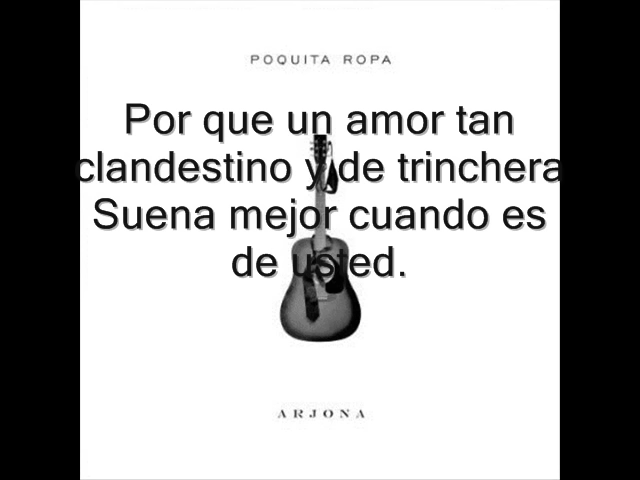 POQUITA ROPA
Por que un amor tan
clandestino y de trinchera
Suena mejor cuando es
de usted.
ARJONA